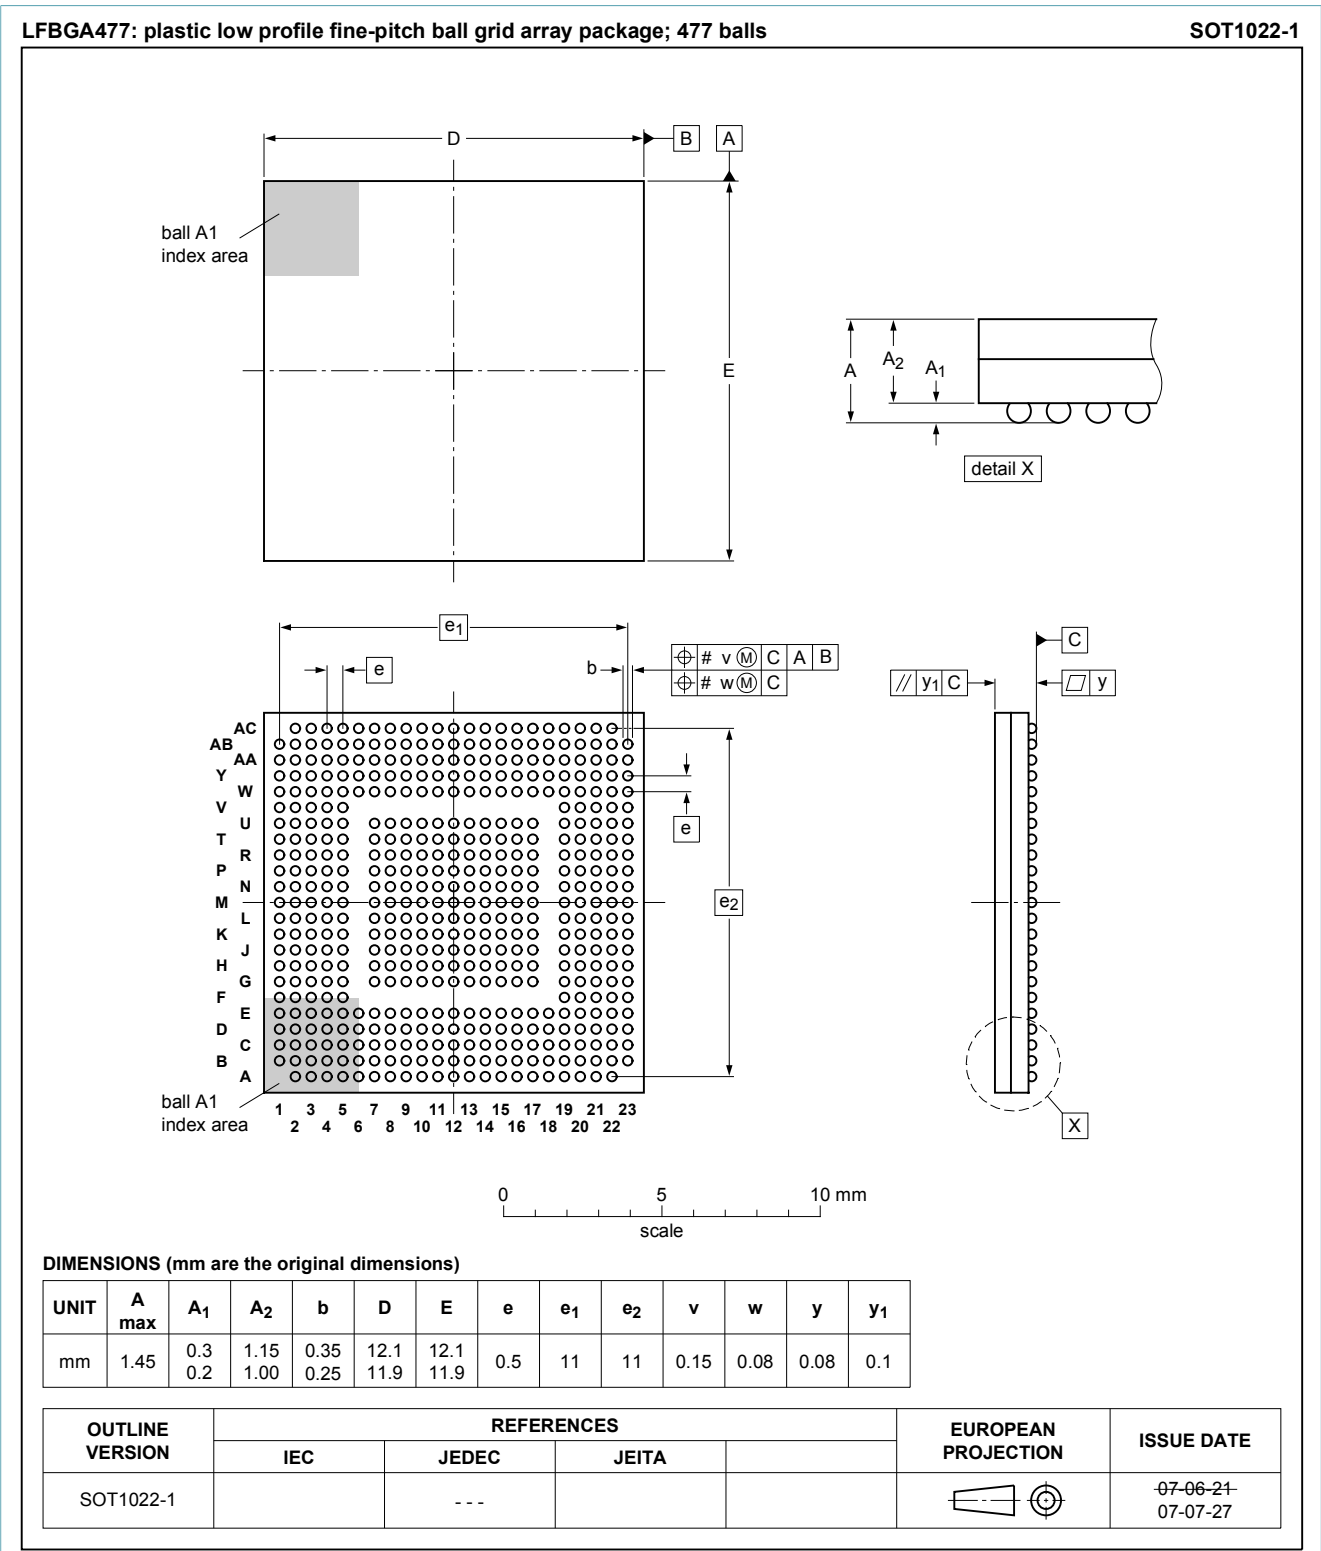 LFBGA477: plastic low profile fine-pitch ball grid array package; 477 balls SOT1022-1
D B A
ball A1
index area
E
A A2 A1
detail X
e1
e b # v M C A B
# w M C
C
// y1 C y
AC
AB
AA
Y
W
V
U
T
R
P
N
M
L
K
J
H
G
F
E
D
C
B
A
e
e2
ball A1
index area
1 3 5 7 9 11 13 15 17 19 21 23
2 4 6 8 10 12 14 16 18 20 22
X
0 5 10 mm
scale
DIMENSIONS (mm are the original dimensions)
UNIT A max A1 A2 b D E e e1 e2 v w y y1
mm 1.45 0.3 0.2 1.15 1.00 0.35 0.25 12.1 11.9 12.1 11.9 0.5 11 11 0.15 0.08 0.08 0.1
OUTLINE VERSION REFERENCES EUROPEAN PROJECTION ISSUE DATE
IEC JEDEC JEITA
SOT1022-1 - - - 07-06-21
07-07-27